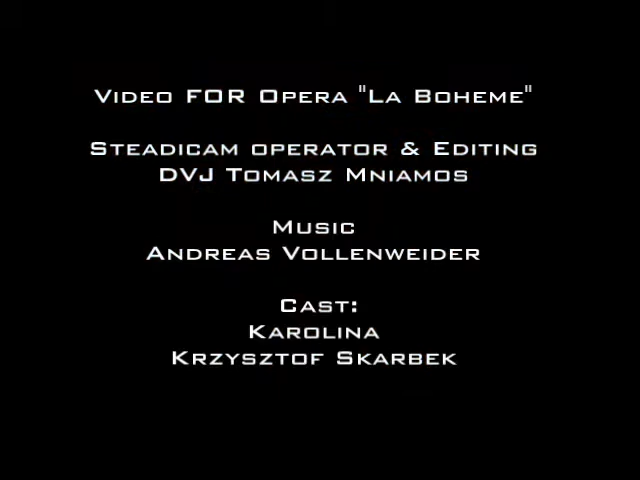 Video FOR Opera "La Boheme"
Steadicam operator & Editing
DVJ Tomasz Mniamos
Music
Andreas Vollenweider
Cast:
Karolina
Krzysztof Skarbek